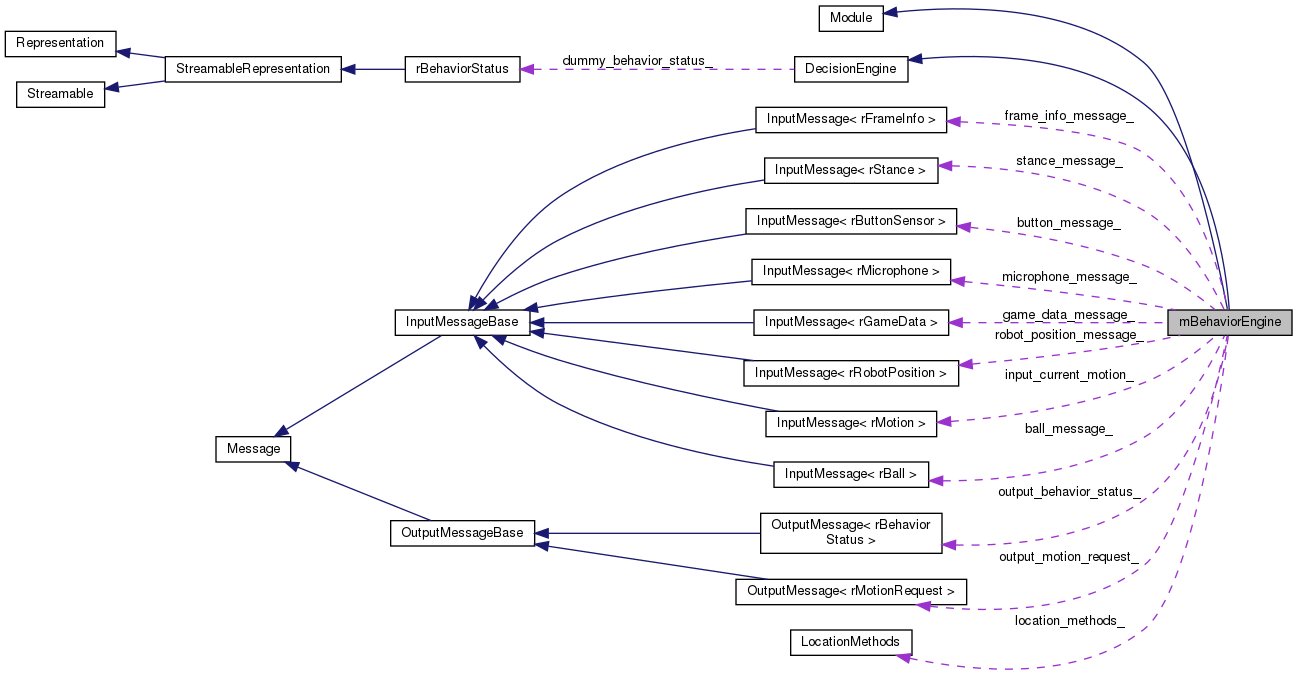 Module
Representation
StreamableRepresentation
rBehaviorStatus
dummy_behavior_status_
DecisionEngine
Streamable
InputMessage< rFrameInfo >
frame_info_message_
InputMessage< rStance >
stance_message_
InputMessage< rButtonSensor >
button_message_
InputMessage< rMicrophone >
microphone_message_
InputMessageBase
InputMessage< rGameData >
game_data_message_
mBehaviorEngine
robot_position_message_
InputMessage< rRobotPosition >
input_current_motion_
InputMessage< rMotion >
ball_message_
Message
InputMessage< rBall >
output_behavior_status_
OutputMessageBase
OutputMessage< rBehavior
Status >
output_motion_request_
OutputMessage< rMotionRequest >
location_methods_
LocationMethods